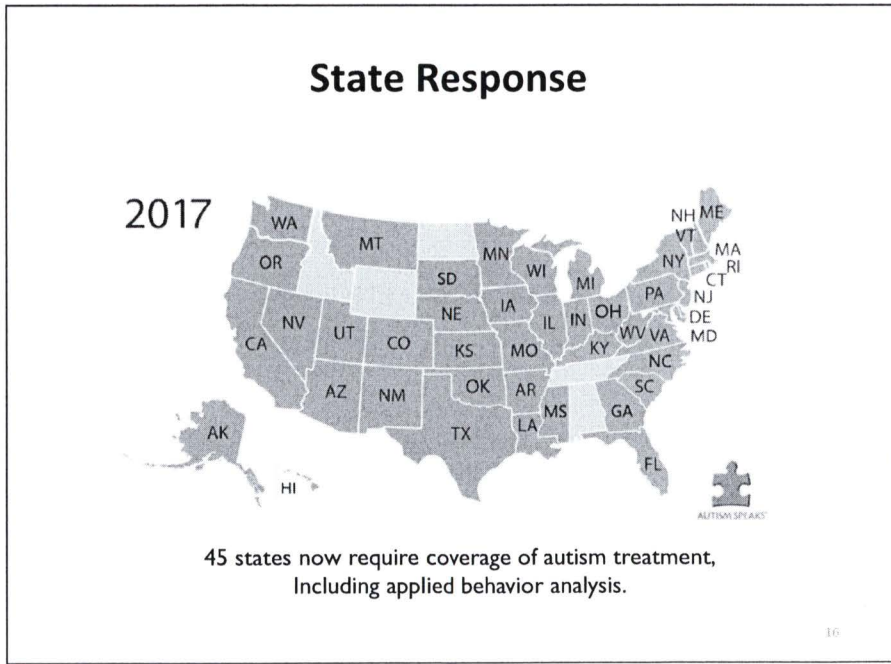 State Response
2017
WA
MT
MN
NH
ME
VT
MA
OR
SD
WI
MI
NY
RI
CT
NE
IA
PA
NJ
NV
UT
CO
IL
IN
OH
DE
CA
KS
MO
KY
WV
VA
MD
AZ
NM
OK
AR
NC
SC
TX
LA
MS
GA
AK
HI
FL
AUTISM SPEAKS
45 states now require coverage of autism treatment,
Including applied behavior analysis.
16